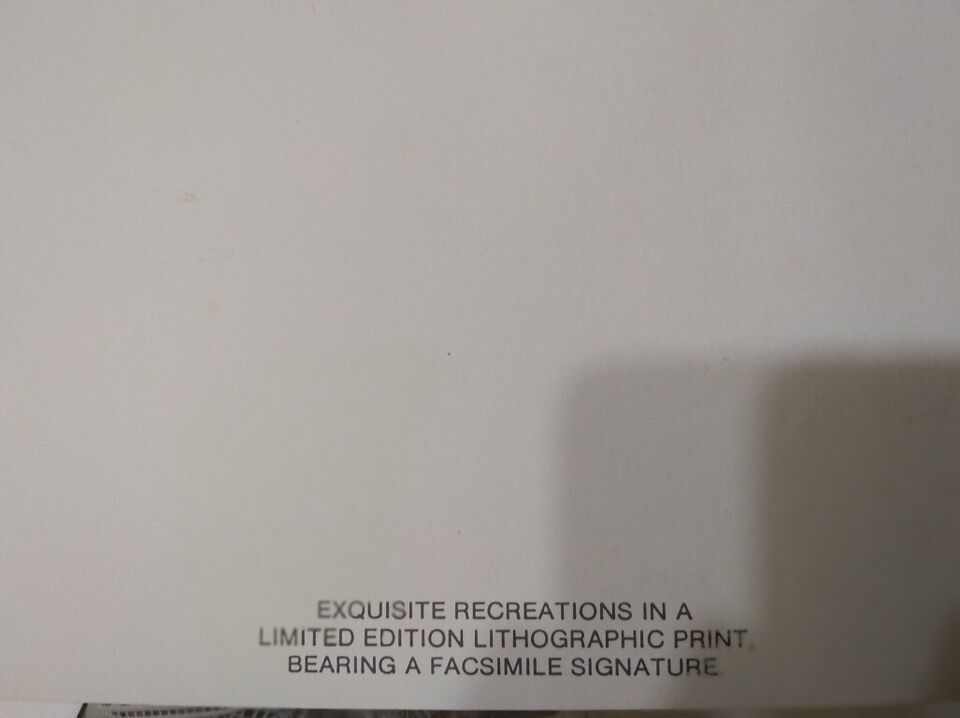 EXQUISITE RECREATIONS IN A
LIMITED EDITION LITHOGRAPHIC PRINT,
BEARING A FACSIMILE SIGNATURE.